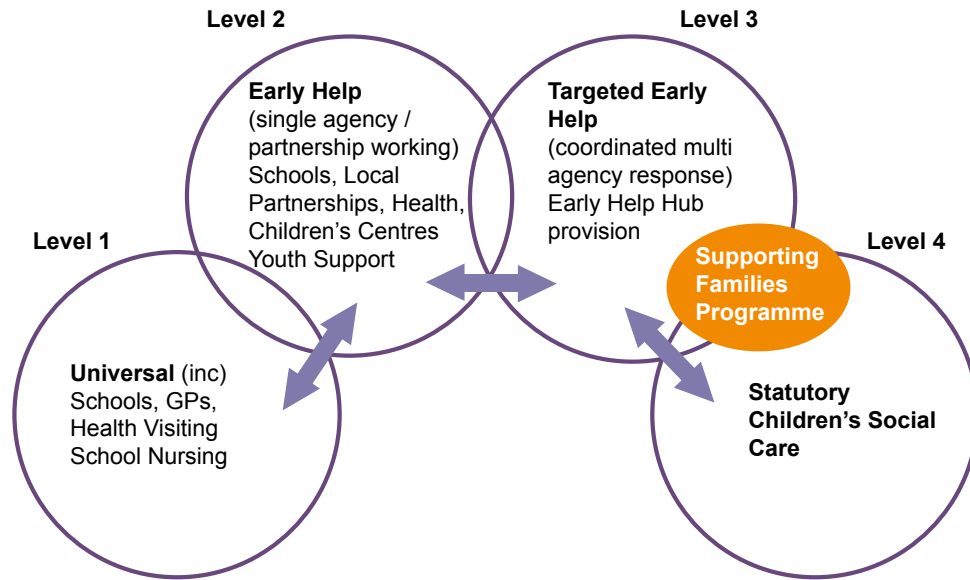 Level 1
Universal (inc)
Schools, GPs,
Health Visiting
School Nursing
Level 2
Early Help
(single agency /
partnership working)
Schools, Local
Partnerships, Health,
Children’s Centres
Youth Support
Level 3
Targeted Early
Help
(coordinated multi
agency response)
Early Help Hub
provision
Supporting
Families
Programme
Level 4
Statutory
Children’s Social
Care